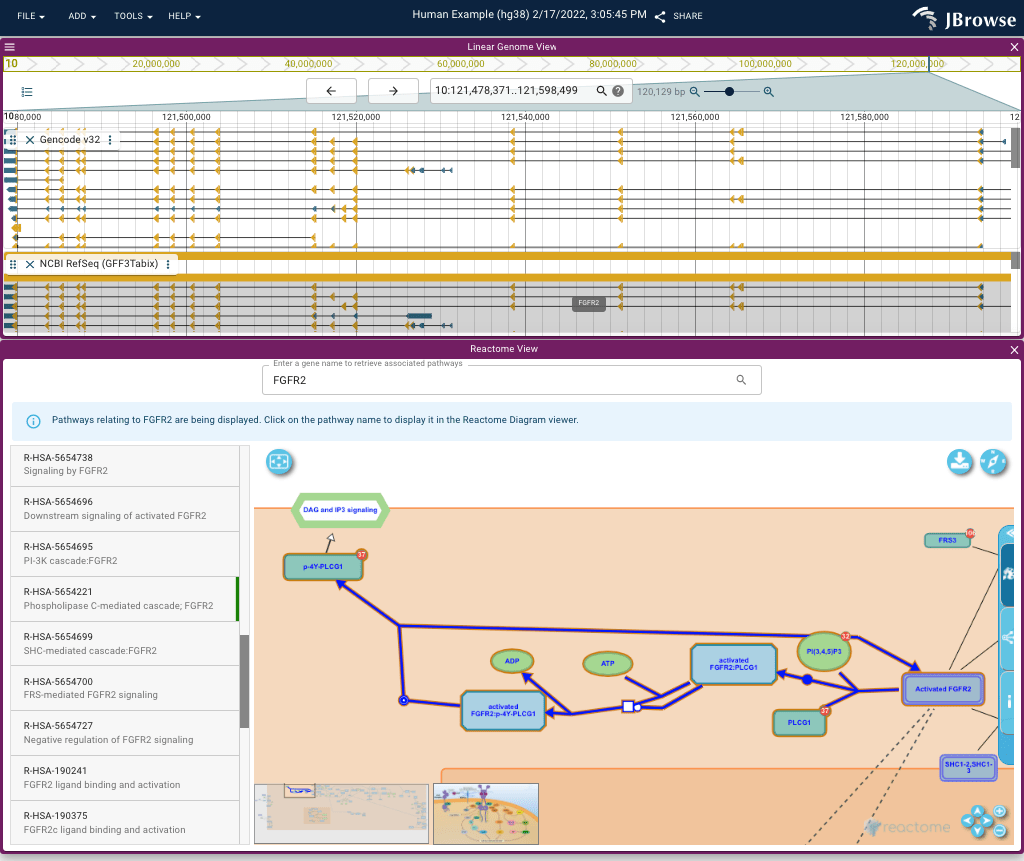 FILE ADD TOOLS HELP
Human Example (hg38) 2/17/2022, 3:05:45 PM SHARE
JBrowse
Linear Genome View
10 20,000,000 40,000,000 60,000,000 80,000,000 100,000,000 120,000,000
10:121,478,371..121,598,499 120,129 bp
1080,000 121,500,000 121,520,000 121,540,000 121,560,000 121,580,000 12
Gencode v32
NCBI RefSeq (GFF3Tabix)
FGFR2
Reactome View
Enter a gene name to retrieve associated pathways
FGFR2
Pathways relating to FGFR2 are being displayed. Click on the pathway name to display it in the Reactome Diagram viewer.
R-HSA-5654738
Signaling by FGFR2
R-HSA-5654696
Downstream signaling of activated FGFR2
R-HSA-5654695
PI-3K cascade:FGFR2
R-HSA-5654221
Phospholipase C-mediated cascade; FGFR2
R-HSA-5654699
SHC-mediated cascade:FGFR2
R-HSA-5654700
FRS-mediated FGFR2 signaling
R-HSA-5654727
Negative regulation of FGFR2 signaling
R-HSA-190241
FGFR2 ligand binding and activation
R-HSA-190375
FGFR2c ligand binding and activation
DAG and IP3 signaling
p-4Y-PLCG1
37
FRS3
ADP
ATP
activated
FGFR2:PLCG1
PI(3,4,5)P3
activated
FGFR2:p-4Y-PLCG1
PLCG1
37
Activated FGFR2
SHC1-2,SHC1-
3
reactome